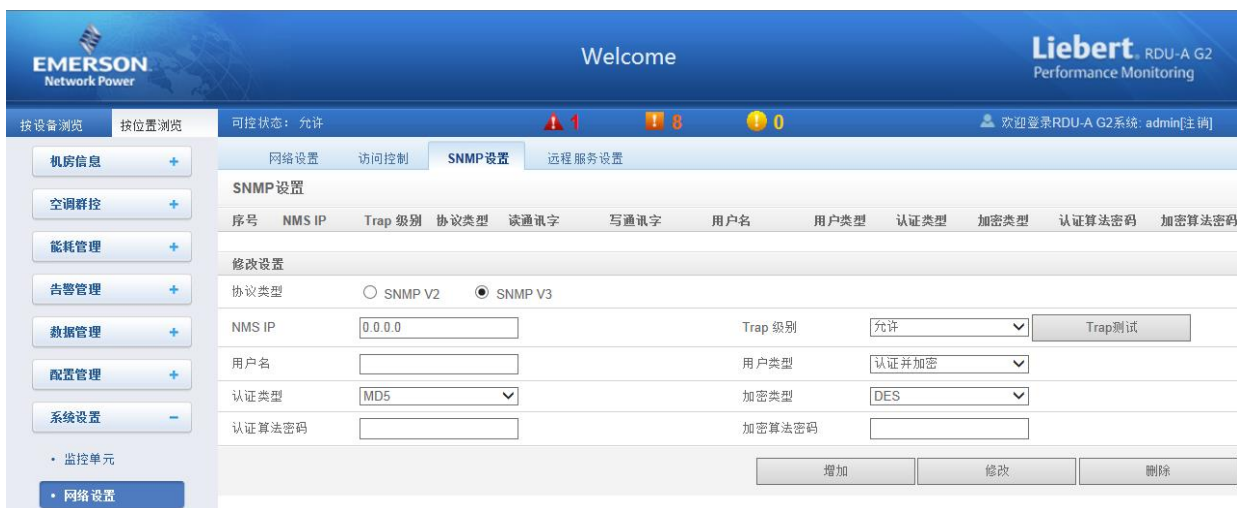 EMERSON
Network Power
Welcome
Liebert® RDU-A G2
Performance Monitoring
按设备浏览 按位置浏览 可控状态: 允许 1 8 0 欢迎登录RDU-A G2系统: admin[注销]
机房信息 +
空调群控 +
能耗管理 +
告警管理 +
数据管理 +
配置管理 +
系统设置 −
· 监控单元
· 网络设置
网络设置 访问控制 SNMP设置 远程服务设置
SNMP设置
序号 NMS IP Trap 级别 协议类型 读通讯字 写通讯字 用户名 用户类型 认证类型 加密类型 认证算法密码 加密算法密码
修改设置
协议类型 SNMP V2 SNMP V3
NMS IP 0.0.0.0 Trap 级别 允许 Trap测试
用户名 用户类型 认证并加密
认证类型 MD5 加密类型 DES
认证算法密码 加密算法密码
增加 修改 删除